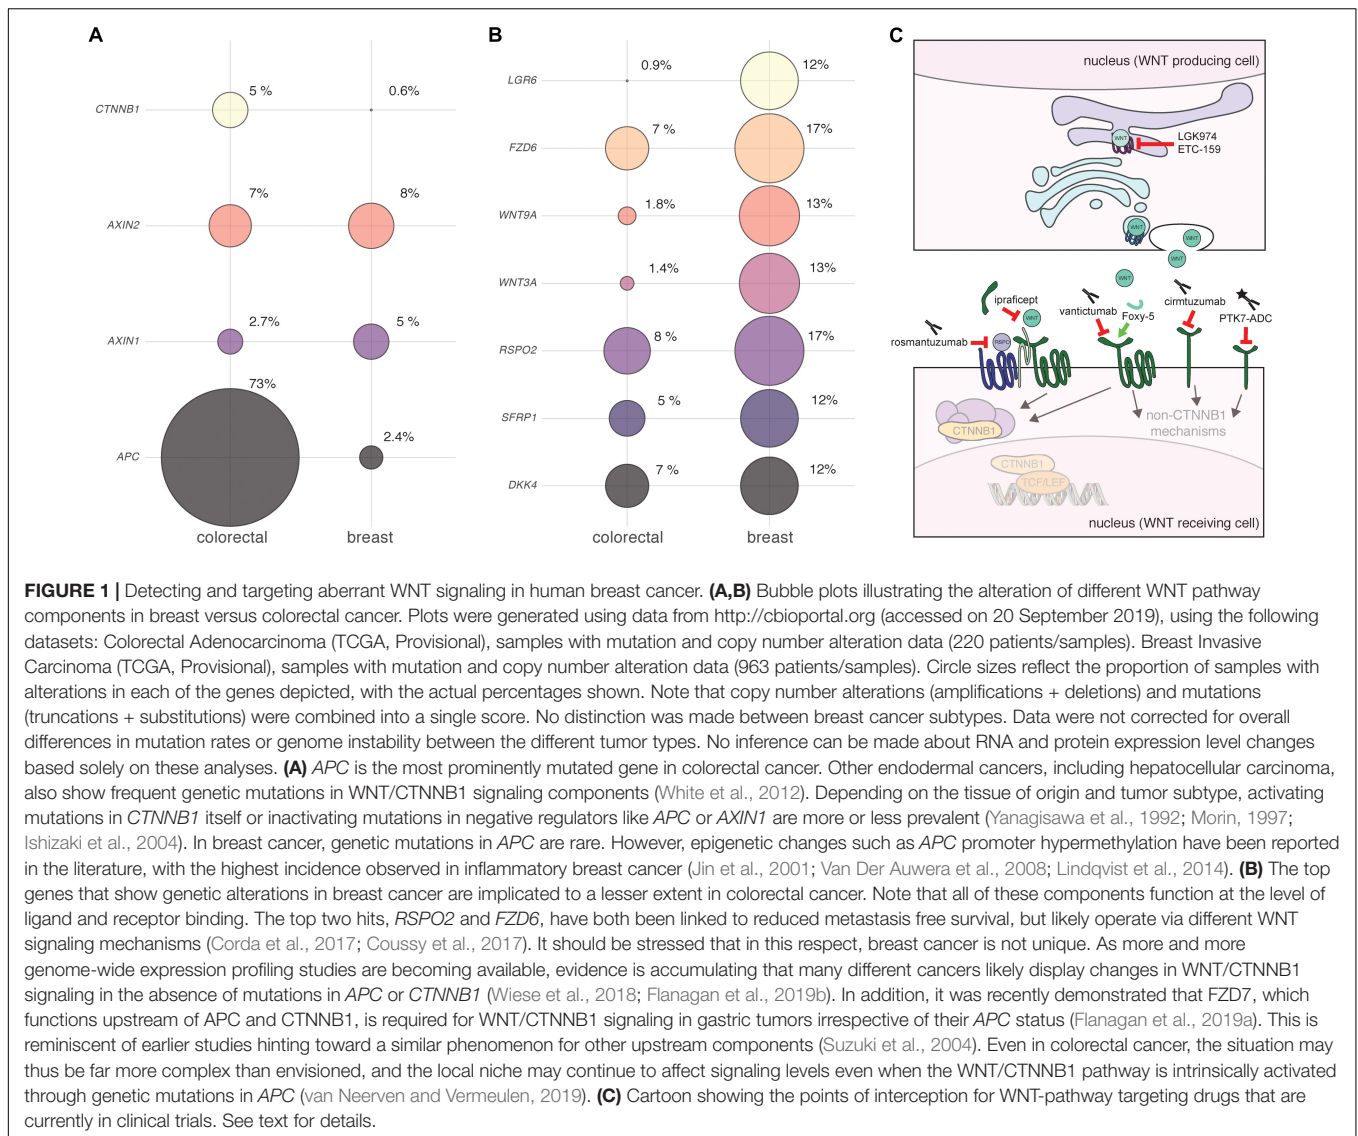 A
CTNNB1
5 %
0.6%
AXIN2
7%
8%
AXIN1
2.7%
5 %
APC
73%
2.4%
colorectal
breast
B
LGR6
0.9%
12%
FZD6
7 %
17%
WNT9A
1.8%
13%
WNT3A
1.4%
13%
RSPO2
8 %
17%
SFRP1
5 %
12%
DKK4
7 %
12%
colorectal
breast
C
nucleus (WNT producing cell)
WNT
LGK974
ETC-159
WNT
WNT
WNT
WNT
ipraficept
WNT
vantictumab
Foxy-5
cirmtuzumab
PTK7-ADC
rosmantuzumab
RSPO
CTNNB1
non-CTNNB1
mechanisms
CTNNB1
TCF/LEF
nucleus (WNT receiving cell)
FIGURE 1 | Detecting and targeting aberrant WNT signaling in human breast cancer. (A,B) Bubble plots illustrating the alteration of different WNT pathway
components in breast versus colorectal cancer. Plots were generated using data from http://cbioportal.org (accessed on 20 September 2019), using the following
datasets: Colorectal Adenocarcinoma (TCGA, Provisional), samples with mutation and copy number alteration data (220 patients/samples). Breast Invasive
Carcinoma (TCGA, Provisional), samples with mutation and copy number alteration data (963 patients/samples). Circle sizes reflect the proportion of samples with
alterations in each of the genes depicted, with the actual percentages shown. Note that copy number alterations (amplifications + deletions) and mutations
(truncations + substitutions) were combined into a single score. No distinction was made between breast cancer subtypes. Data were not corrected for overall
differences in mutation rates or genome instability between the different tumor types. No inference can be made about RNA and protein expression level changes
based solely on these analyses. (A) APC is the most prominently mutated gene in colorectal cancer. Other endodermal cancers, including hepatocellular carcinoma,
also show frequent genetic mutations in WNT/CTNNB1 signaling components (White et al., 2012). Depending on the tissue of origin and tumor subtype, activating
mutations in CTNNB1 itself or inactivating mutations in negative regulators like APC or AXIN1 are more or less prevalent (Yanagisawa et al., 1992; Morin, 1997;
Ishizaki et al., 2004). In breast cancer, genetic mutations in APC are rare. However, epigenetic changes such as APC promoter hypermethylation have been reported
in the literature, with the highest incidence observed in inflammatory breast cancer (Jin et al., 2001; Van Der Auwera et al., 2008; Lindqvist et al., 2014). (B) The top
genes that show genetic alterations in breast cancer are implicated to a lesser extent in colorectal cancer. Note that all of these components function at the level of
ligand and receptor binding. The top two hits, RSPO2 and FZD6, have both been linked to reduced metastasis free survival, but likely operate via different WNT
signaling mechanisms (Corda et al., 2017; Coussy et al., 2017). It should be stressed that in this respect, breast cancer is not unique. As more and more
genome-wide expression profiling studies are becoming available, evidence is accumulating that many different cancers likely display changes in WNT/CTNNB1
signaling in the absence of mutations in APC or CTNNB1 (Wiese et al., 2018; Flanagan et al., 2019b). In addition, it was recently demonstrated that FZD7, which
functions upstream of APC and CTNNB1, is required for WNT/CTNNB1 signaling in gastric tumors irrespective of their APC status (Flanagan et al., 2019a). This is
reminiscent of earlier studies hinting toward a similar phenomenon for other upstream components (Suzuki et al., 2004). Even in colorectal cancer, the situation may
thus be far more complex than envisioned, and the local niche may continue to affect signaling levels even when the WNT/CTNNB1 pathway is intrinsically activated
through genetic mutations in APC (van Neerven and Vermeulen, 2019). (C) Cartoon showing the points of interception for WNT-pathway targeting drugs that are
currently in clinical trials. See text for details.